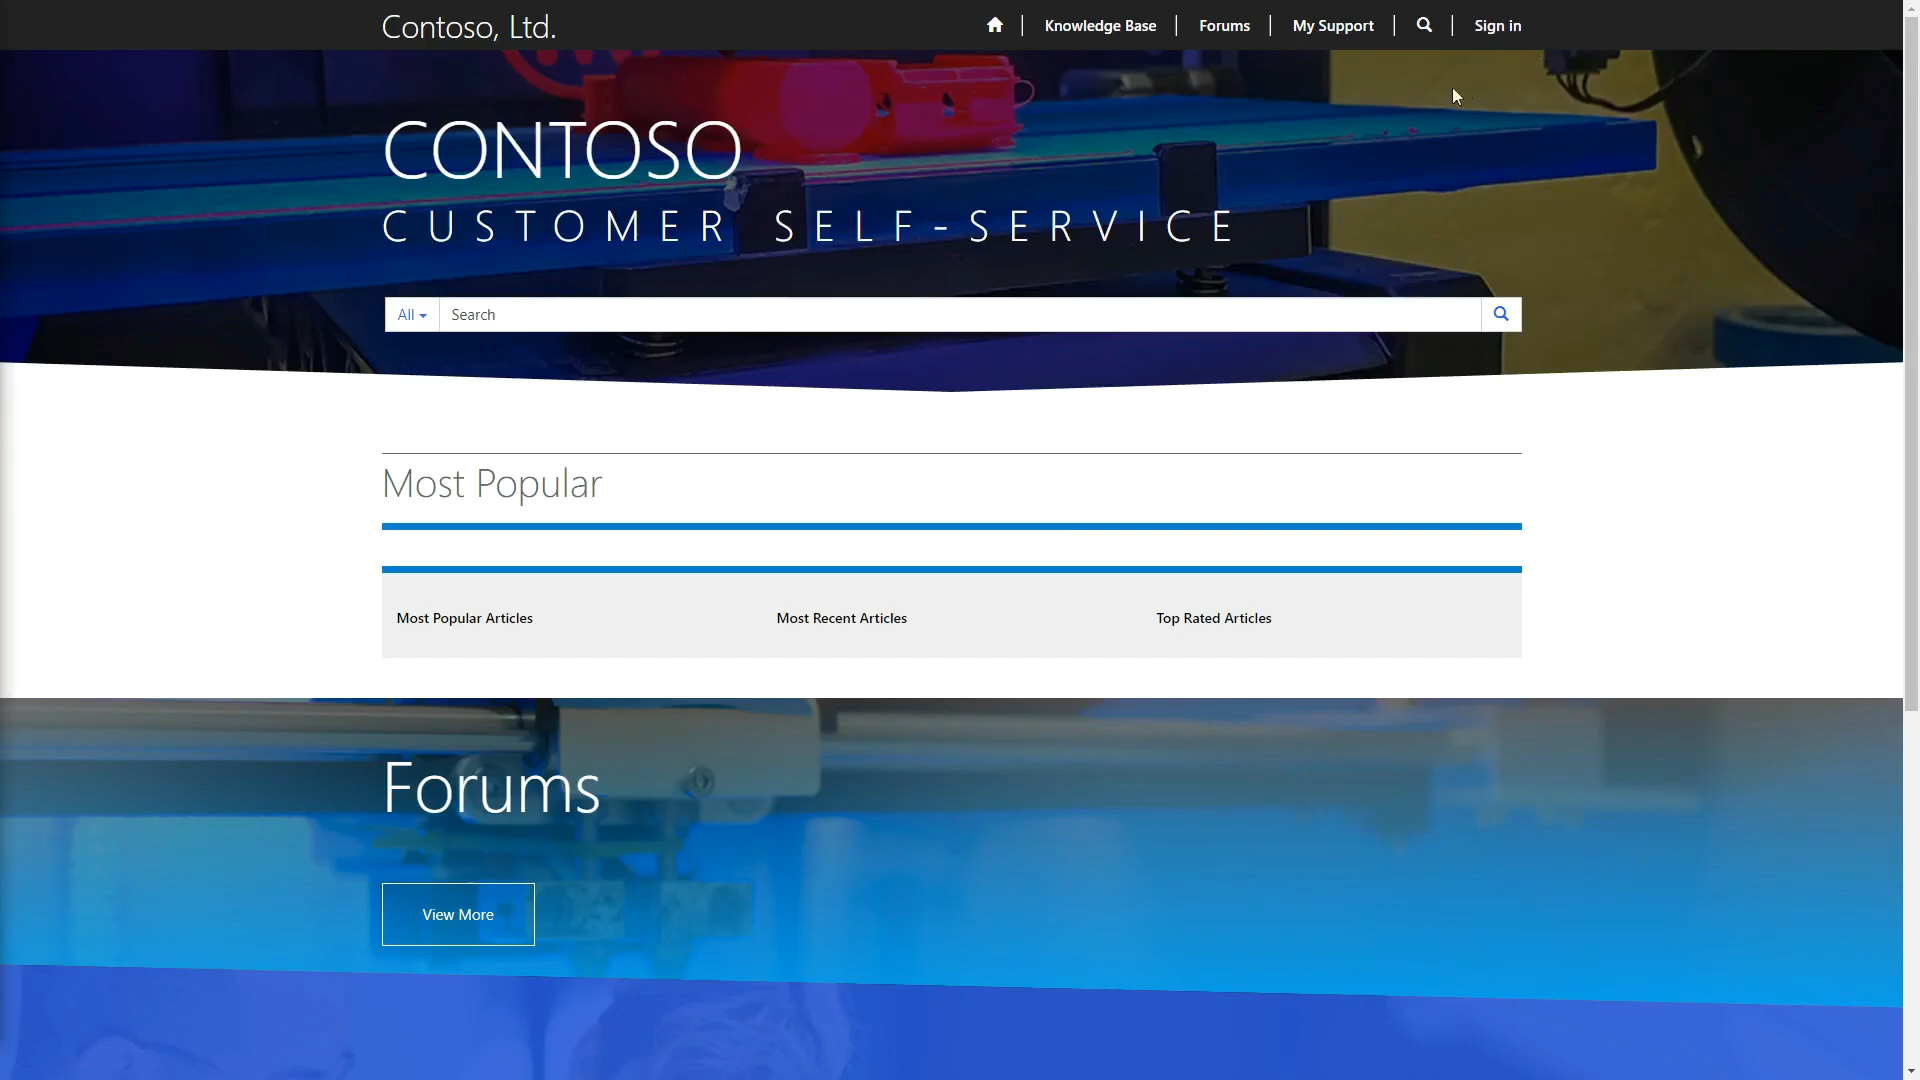 Contoso, Ltd.
Knowledge Base
Forums
My Support
Sign in
CONTOSO
CUSTOMER SELF-SERVICE
All
Search
Most Popular
Most Popular Articles
Most Recent Articles
Top Rated Articles
Forums
View More